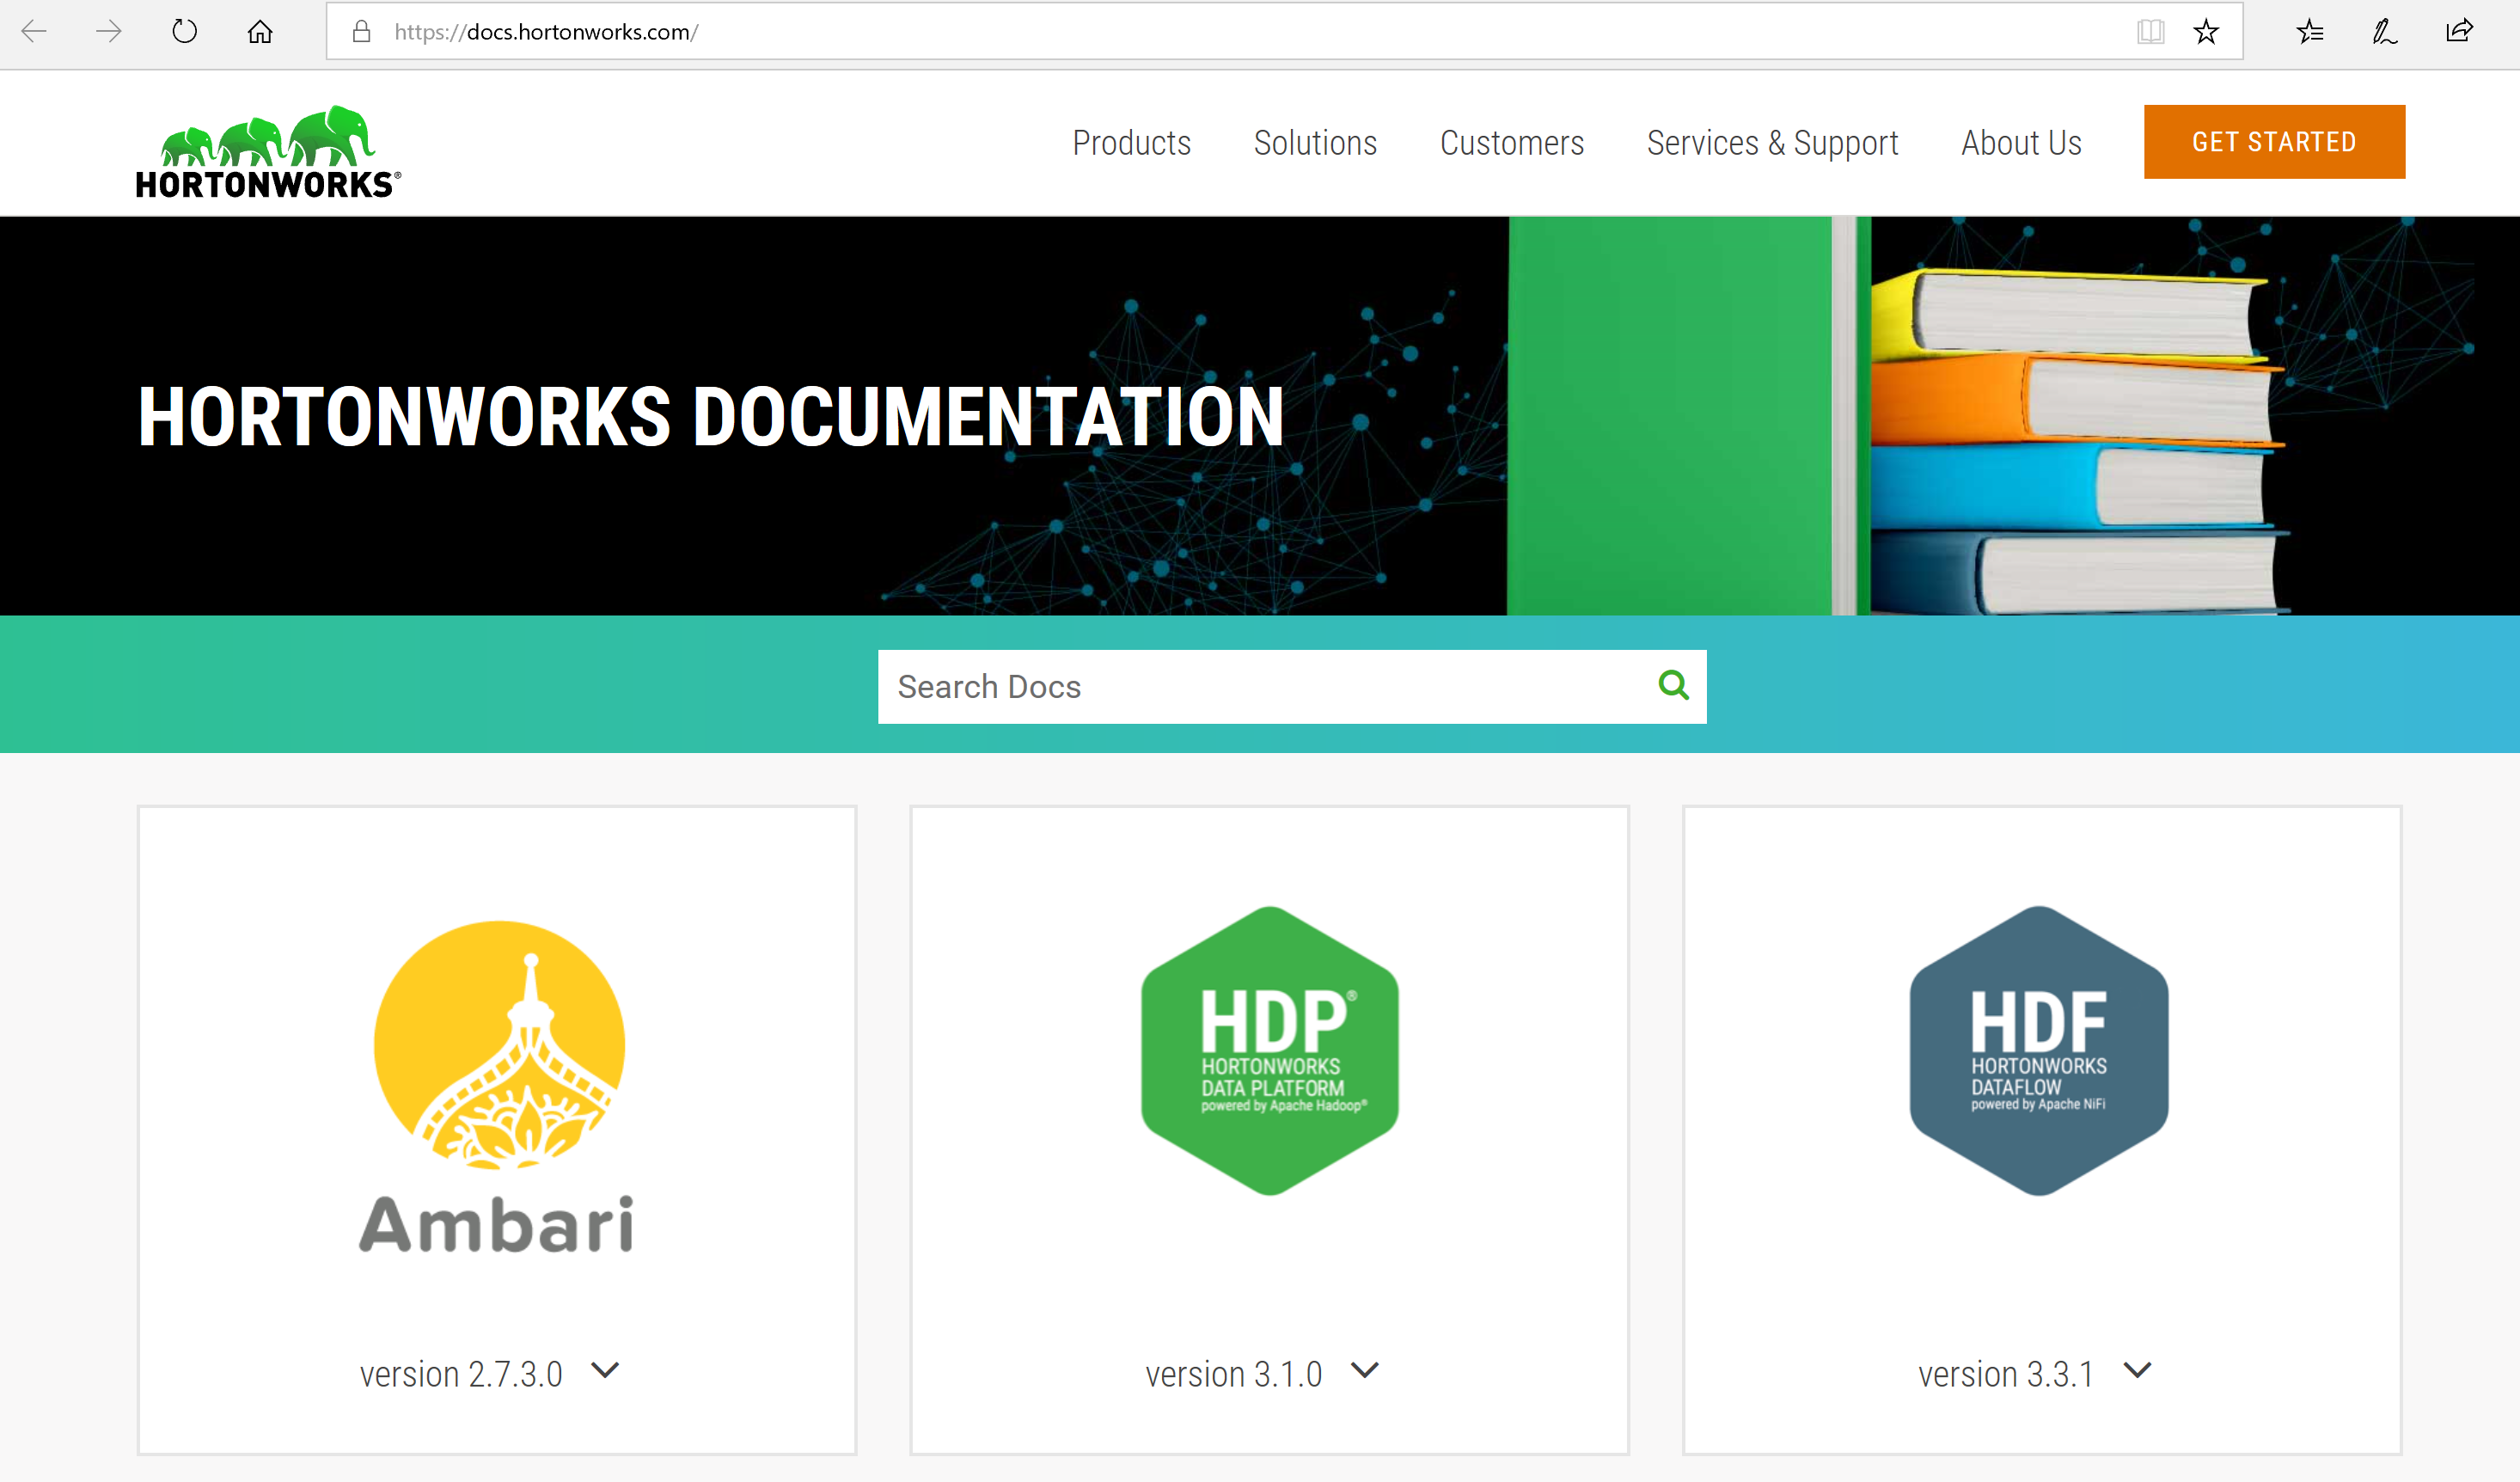 https://docs.hortonworks.com/
HORTONWORKS®
Products
Solutions
Customers
Services & Support
About Us
GET STARTED
HORTONWORKS DOCUMENTATION
Search Docs
Ambari
version 2.7.3.0
HDP®
HORTONWORKS
DATA PLATFORM
powered by Apache Hadoop®
version 3.1.0
HDF
HORTONWORKS
DATAFLOW
powered by Apache NiFi
version 3.3.1